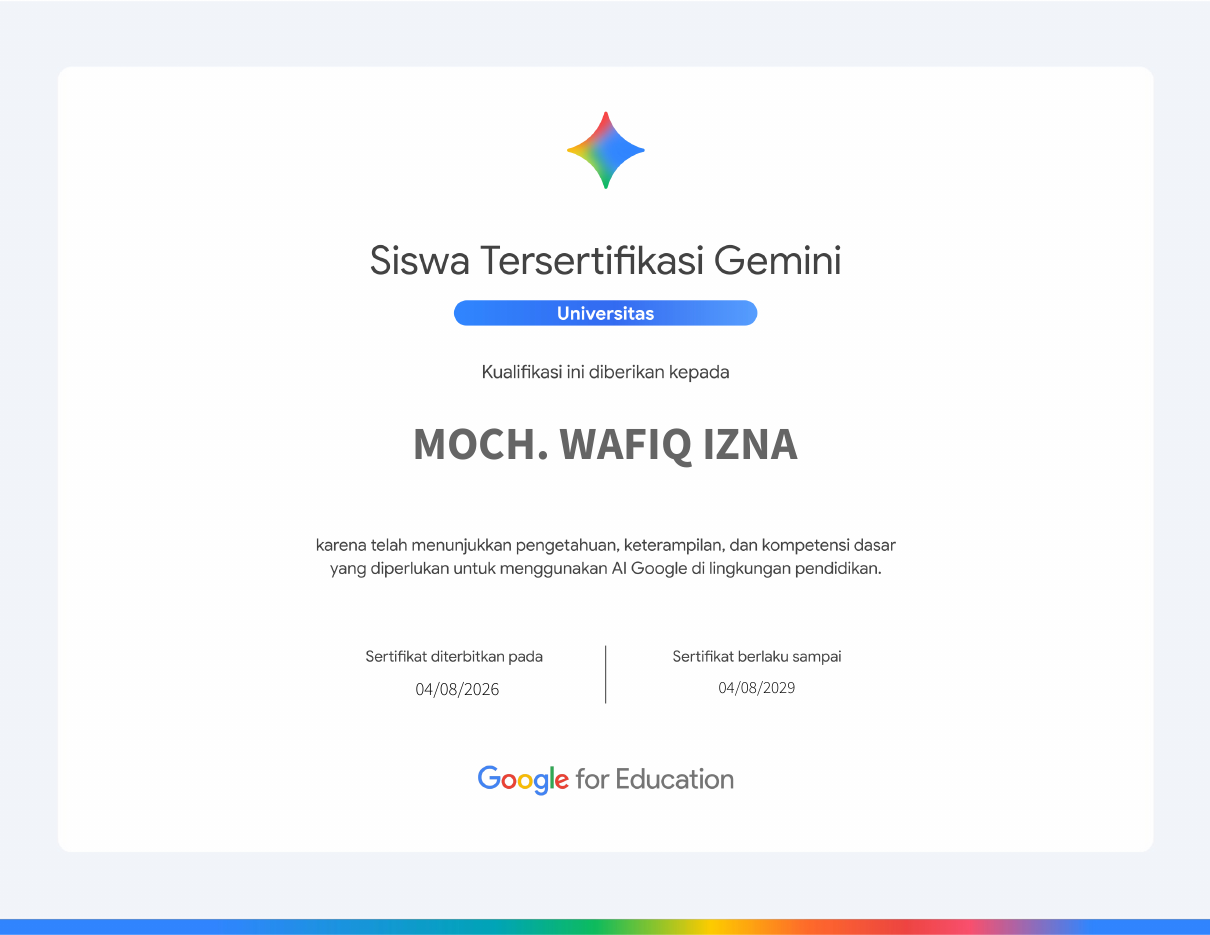 Siswa Tersertifikasi Gemini
Universitas
Kualifikasi ini diberikan kepada
MOCH. WAFIQ IZNA
karena telah menunjukkan pengetahuan, keterampilan, dan kompetensi dasar
yang diperlukan untuk menggunakan AI Google di lingkungan pendidikan.
Sertifikat diterbitkan pada
04/08/2026
Sertifikat berlaku sampai
04/08/2029
Google for Education